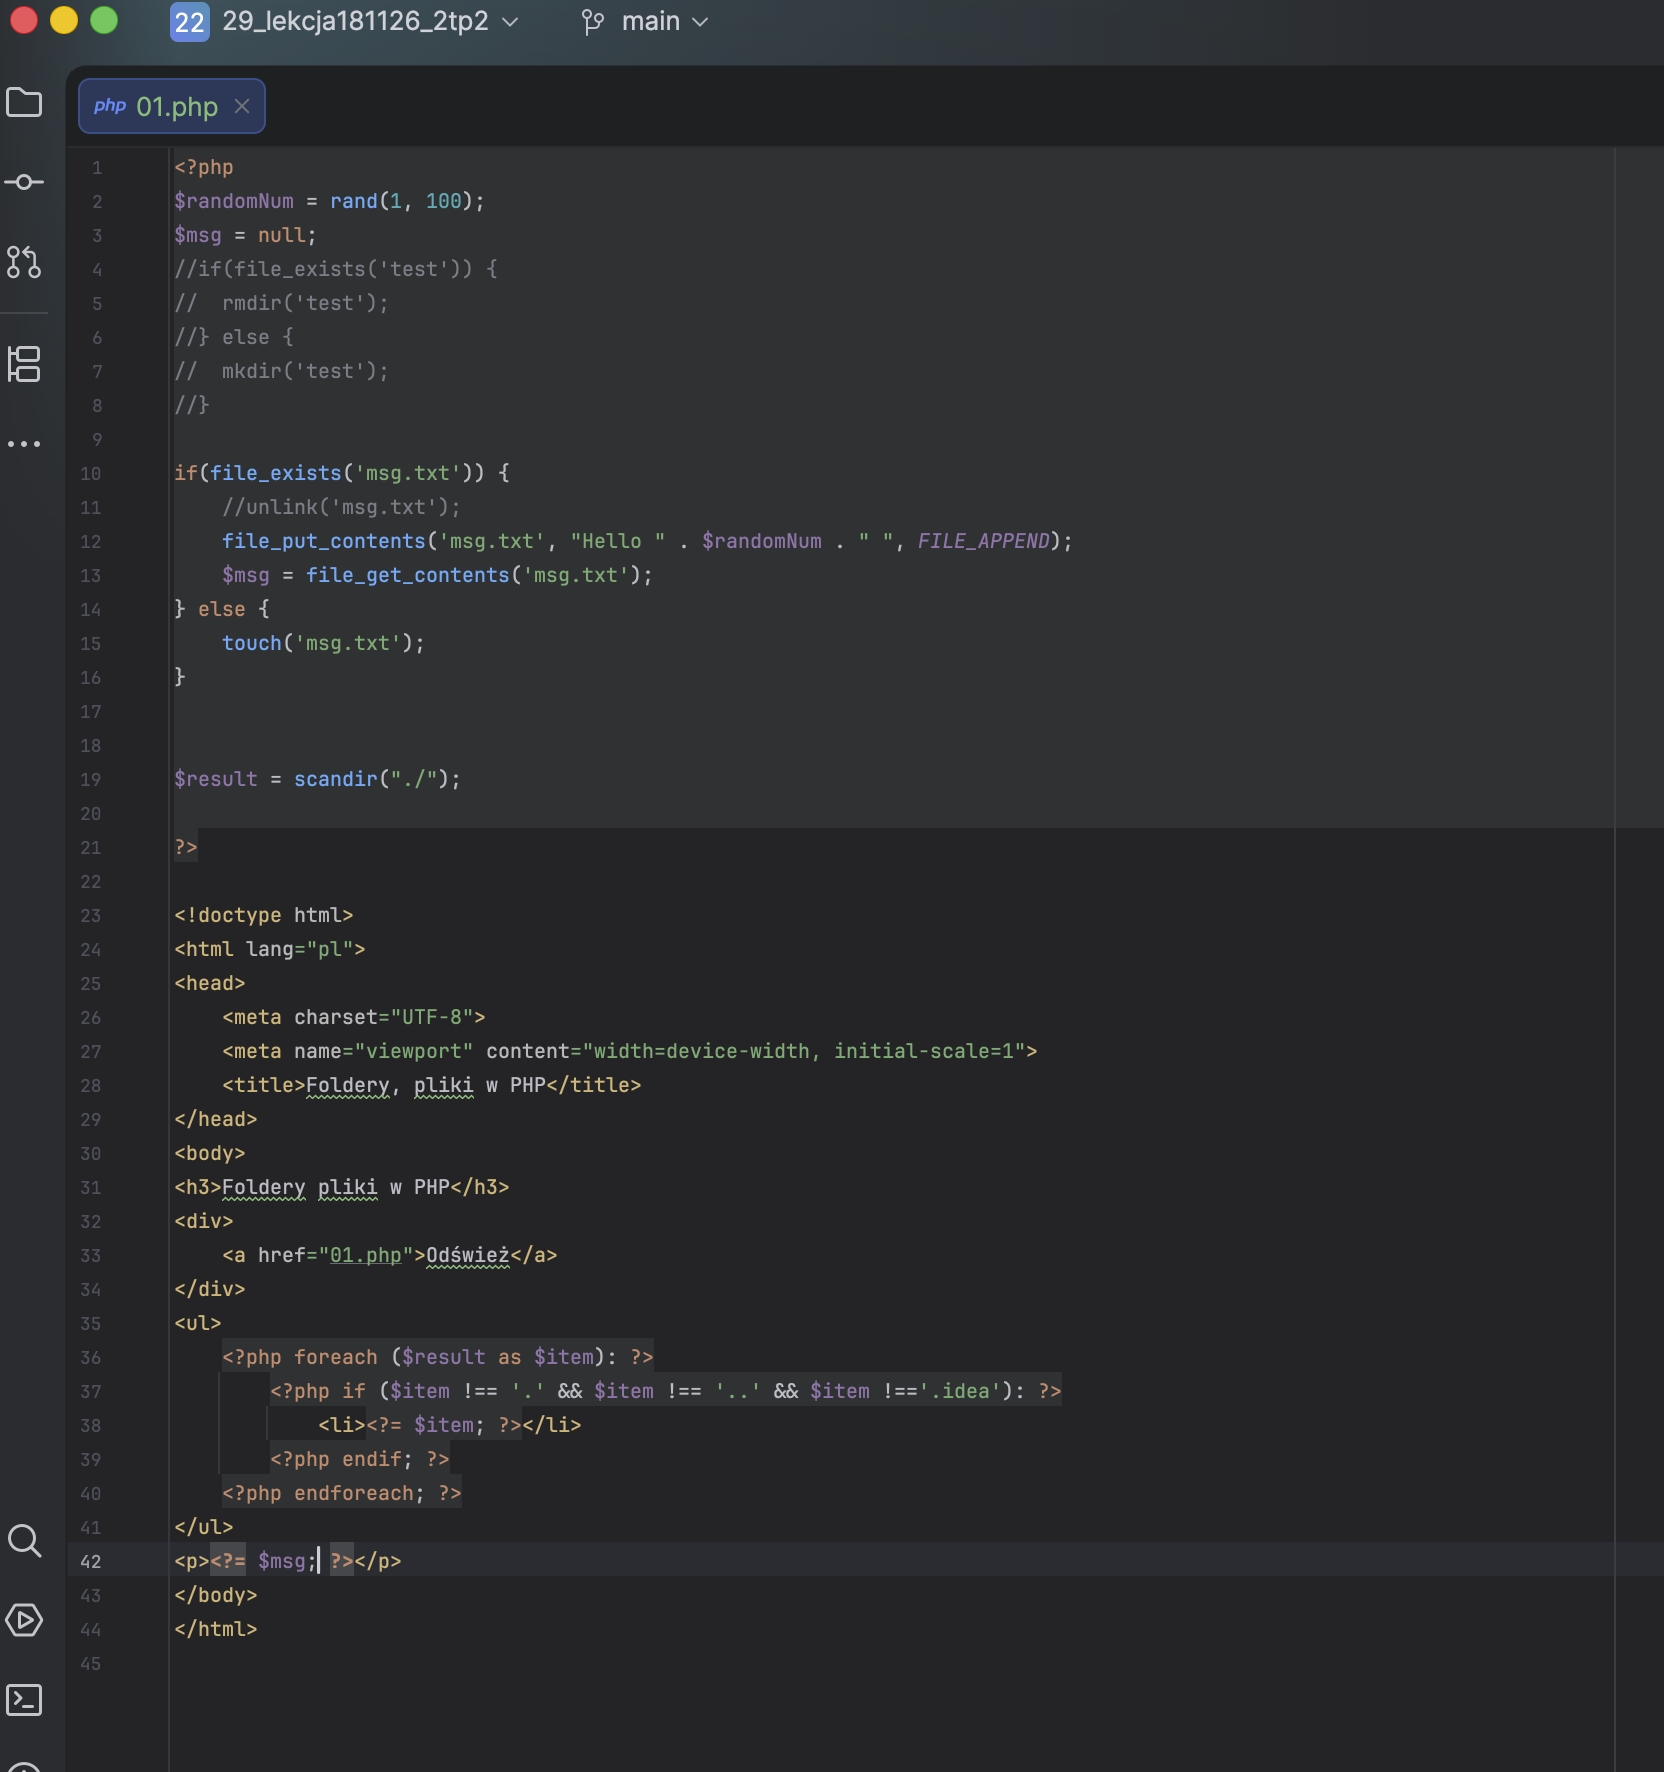 22 29_lekcja181126_2tp2 main
php 01.php
1 <?php
2 $randomNum = rand(1, 100);
3 $msg = null;
4 //if(file_exists('test')) {
5 //  rmdir('test');
6 //} else {
7 //  mkdir('test');
8 //}
9
10 if(file_exists('msg.txt')) {
11     //unlink('msg.txt');
12     file_put_contents('msg.txt', "Hello " . $randomNum . " ", FILE_APPEND);
13     $msg = file_get_contents('msg.txt');
14 } else {
15     touch('msg.txt');
16 }
17
18
19 $result = scandir("./");
20
21 ?>
22
23 <!doctype html>
24 <html lang="pl">
25 <head>
26     <meta charset="UTF-8">
27     <meta name="viewport" content="width=device-width, initial-scale=1">
28     <title>Foldery, pliki w PHP</title>
29 </head>
30 <body>
31 <h3>Foldery pliki w PHP</h3>
32 <div>
33     <a href="01.php">Odśwież</a>
34 </div>
35 <ul>
36     <?php foreach ($result as $item): ?>
37         <?php if ($item !== '.' && $item !== '..' && $item !=='.idea'): ?>
38             <li><?= $item; ?></li>
39         <?php endif; ?>
40     <?php endforeach; ?>
41 </ul>
42 <p><?= $msg; ?></p>
43 </body>
44 </html>
45